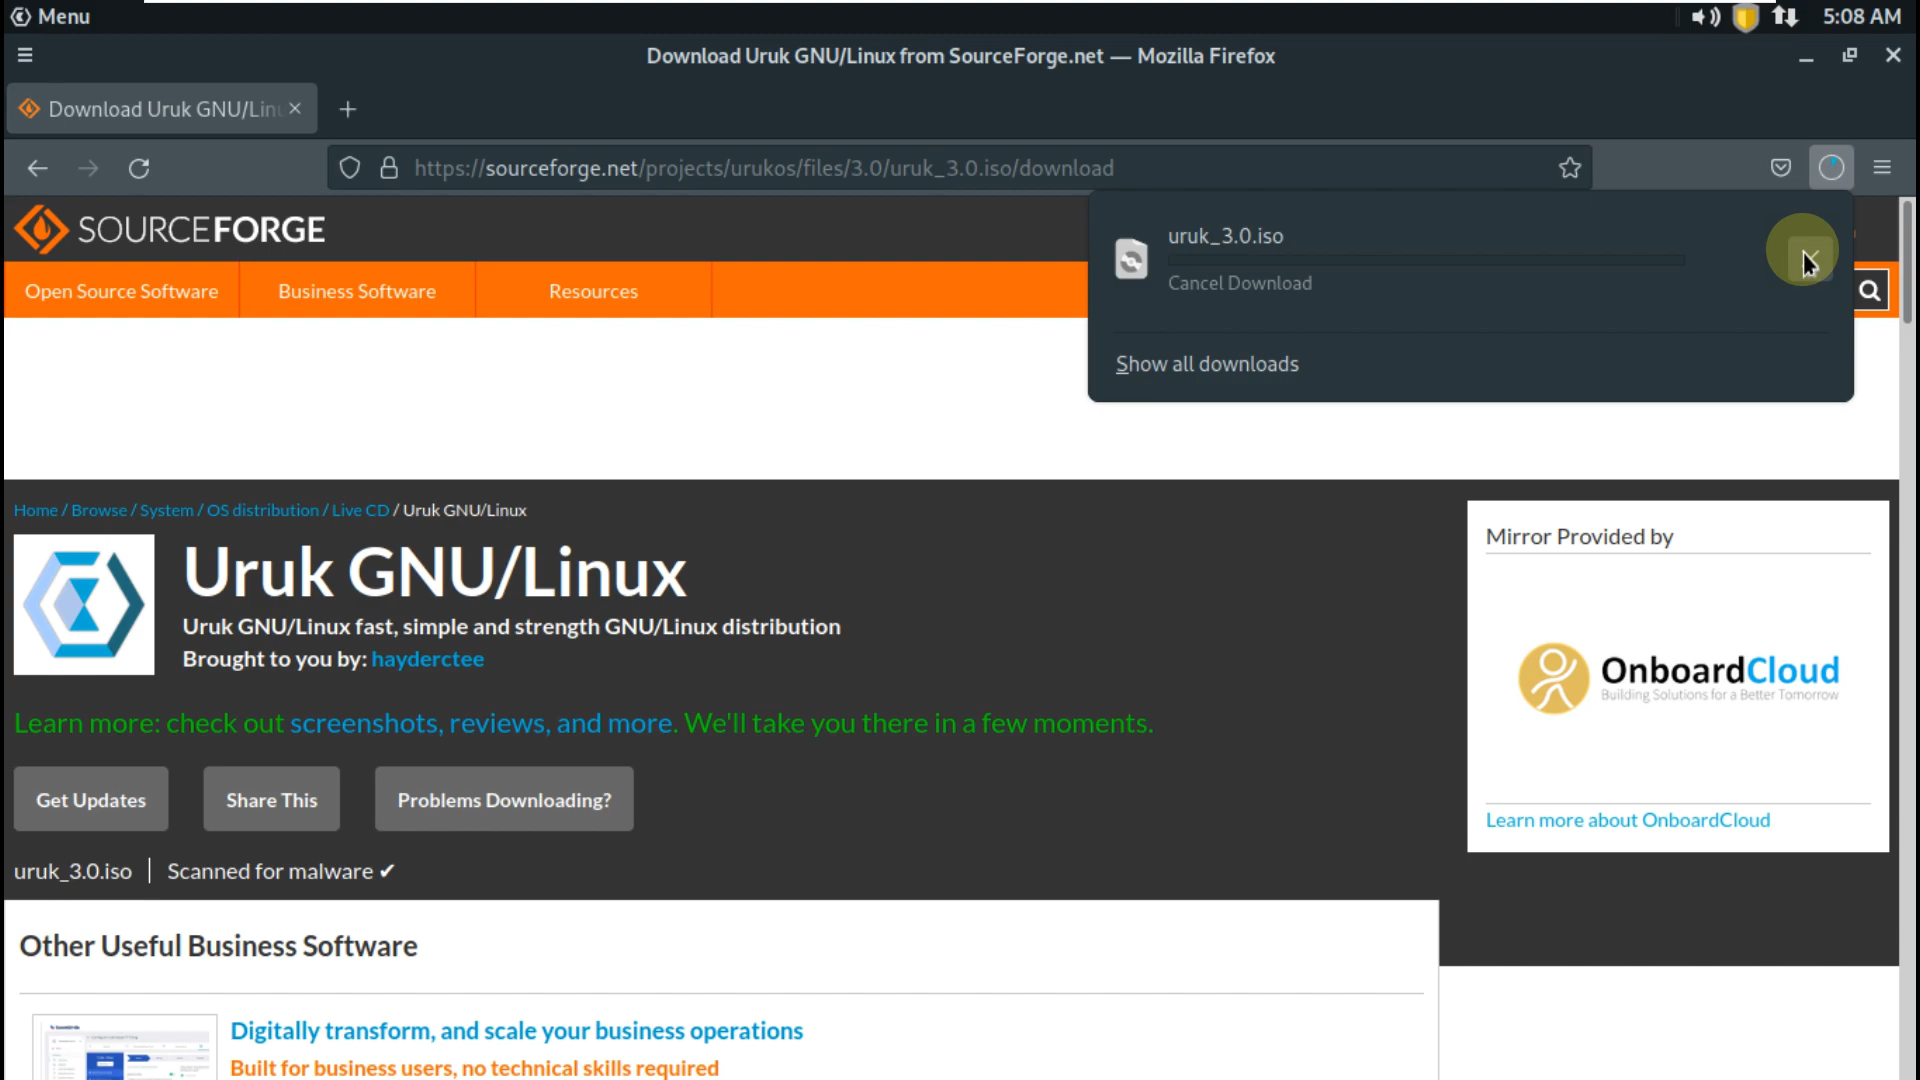 Menu
5:08 AM
Download Uruk GNU/Linux from SourceForge.net — Mozilla Firefox
Download Uruk GNU/Linu
https://sourceforge.net/projects/urukos/files/3.0/uruk_3.0.iso/download
SOURCEFORGE
uruk_3.0.iso
Cancel Download
Show all downloads
Open Source Software
Business Software
Resources
Home / Browse / System / OS distribution / Live CD / Uruk GNU/Linux
Uruk GNU/Linux
Uruk GNU/Linux fast, simple and strength GNU/Linux distribution
Brought to you by: hayderctee
Mirror Provided by
OnboardCloud
Building Solutions for a Better Tomorrow
Learn more about OnboardCloud
Learn more: check out screenshots, reviews, and more. We'll take you there in a few moments.
Get Updates
Share This
Problems Downloading?
uruk_3.0.iso
Scanned for malware ✔
Other Useful Business Software
Digitally transform, and scale your business operations
Built for business users, no technical skills required